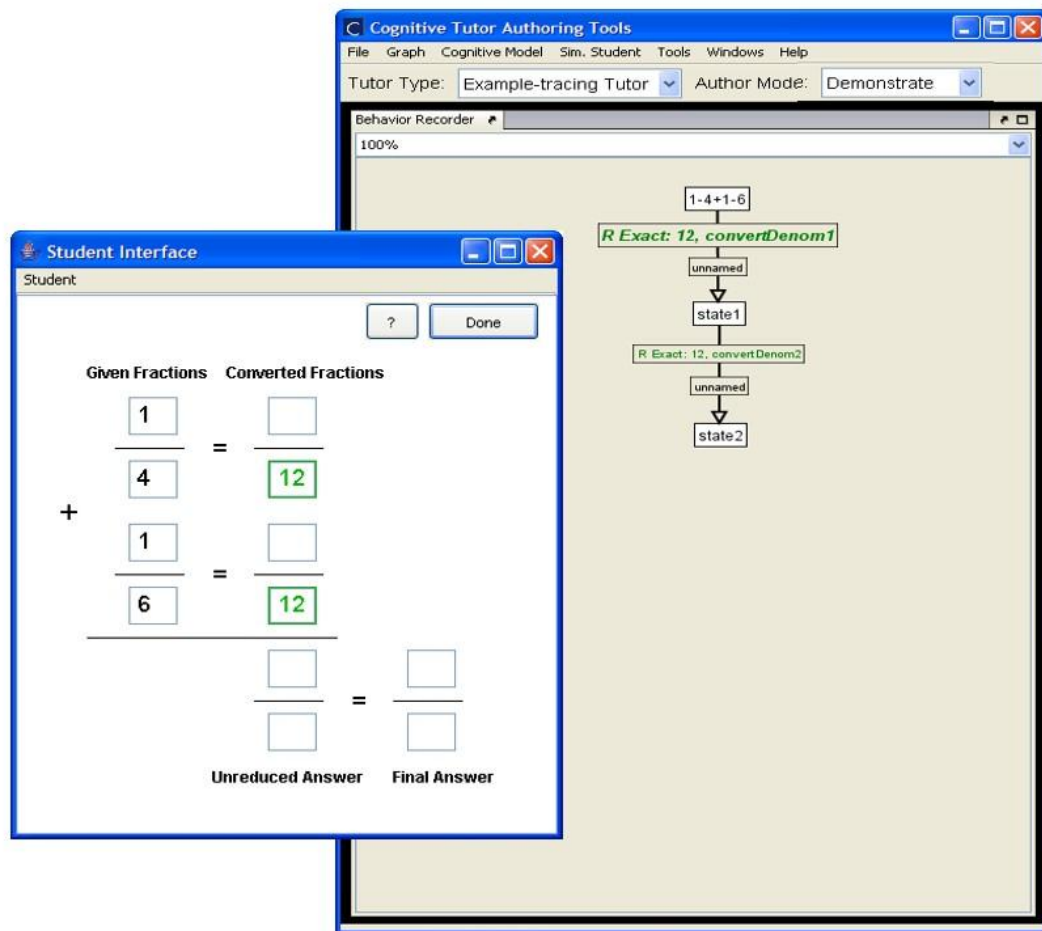 Cognitive Tutor Authoring Tools
File Graph Cognitive Model Sim. Student Tools Windows Help
Tutor Type: Example-tracing Tutor Author Mode: Demonstrate
Behavior Recorder
100%
1-4+1-6
R Exact: 12, convertDenom1
unnamed
state1
R Exact: 12, convertDenom2
unnamed
state2
Student Interface
Student
? Done
Given Fractions Converted Fractions
1
=
4 12
+
1
=
6 12
=
Unreduced Answer Final Answer